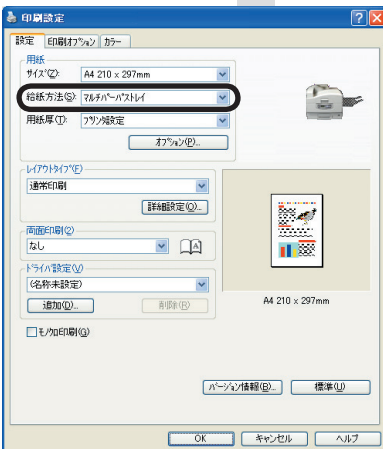 印刷設定
設定 印刷オプション カラー
用紙
サイズ(Z): A4 210 x 297mm
給紙方法(S): マルチパーパストレイ
用紙厚(T): プリンタ設定
オプション(P)...
レイアウトタイプ(F)
通常印刷
詳細設定(O)...
両面印刷(2)
なし
ドライバ設定(V)
(名称未設定)
追加(D)... 削除(R)
A4 210 x 297mm
モノクロ印刷(G)
バージョン情報(B)... 標準(U)
OK キャンセル ヘルプ